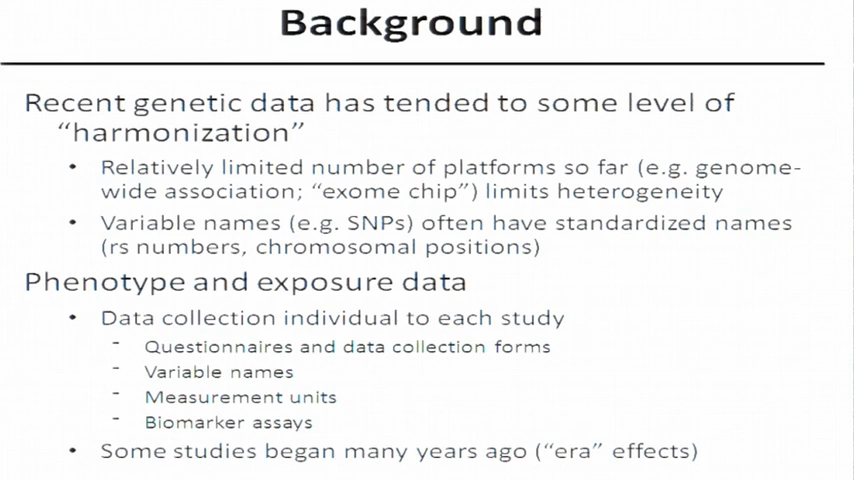 Background
Recent genetic data has tended to some level of
“harmonization”
• Relatively limited number of platforms so far (e.g. genome-
wide association; “exome chip”) limits heterogeneity
• Variable names (e.g. SNPs) often have standardized names
(rs numbers, chromosomal positions)
Phenotype and exposure data
• Data collection individual to each study
- Questionnaires and data collection forms
- Variable names
- Measurement units
- Biomarker assays
• Some studies began many years ago (“era” effects)